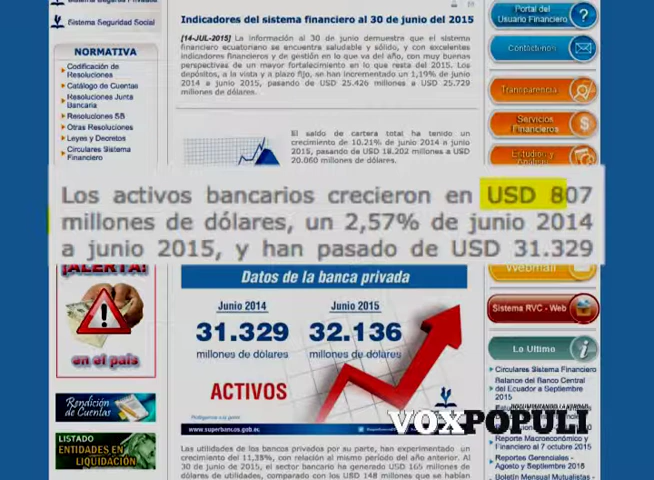 Sistema Seguridad Social
NORMATIVA
Codificación de
Resoluciones
Catálogo de Cuentas
Resoluciones Junta
Bancaria
Resoluciones SB
Otras Resoluciones
Leyes y Decretos
Circulares Sistema
Financiero
Indicadores del sistema financiero al 30 de junio del 2015
[14-JUL-2015] La información al 30 de junio demuestra que el sistema
financiero ecuatoriano se encuentra saludable y sólido, y con excelentes
indicadores financieros y de gestión en lo que va del año, con muy buenas
perspectivas de un mayor fortalecimiento en lo que resta del 2015. Los
depósitos, a la vista y a plazo fijo, se han incrementado un 1,19% de junio
2014 a junio 2015, pasando de USD 25.426 millones a USD 25.729
millones de dólares.
El saldo de cartera total ha tenido un
crecimiento de 10.21% de junio 2014 a junio
2015, pasando de USD 18.202 millones a USD
20.060 millones de dólares.
Portal del
Usuario Financiero
Contáctenos
Transparencia
Servicios
Financieros
Estudios y
Los activos bancarios crecieron en USD 807
millones de dólares, un 2,57% de junio 2014
a junio 2015, y han pasado de USD 31.329
¡ALERTA!
en el país
Rendición
de Cuentas
LISTADO
ENTIDADES EN
LIQUIDACIÓN
Datos de la banca privada
Junio 2014 Junio 2015
31.329 32.136
millones de dólares millones de dólares
ACTIVOS
www.superbancos.gob.ec
Las utilidades de los bancos privados por su parte, han experimentado un
crecimiento del 11,35%, con relación al mismo período del año anterior. Al
30 de junio de 2015, el sector bancario ha generado USD 165 millones de
dólares de utilidades, comparado con los USD 148 millones que se habían
Webmail
Sistema RVC - Web
Lo Ultimo
Circulares Sistema Financiero
Balances del Banco Central
del Ecuador a Septiembre
2015
VOXPOPULI
Reporte Macroeconómico y
Financiero al 7 octubre 2015
Reportes Gerenciales -
Agosto y Septiembre 2015